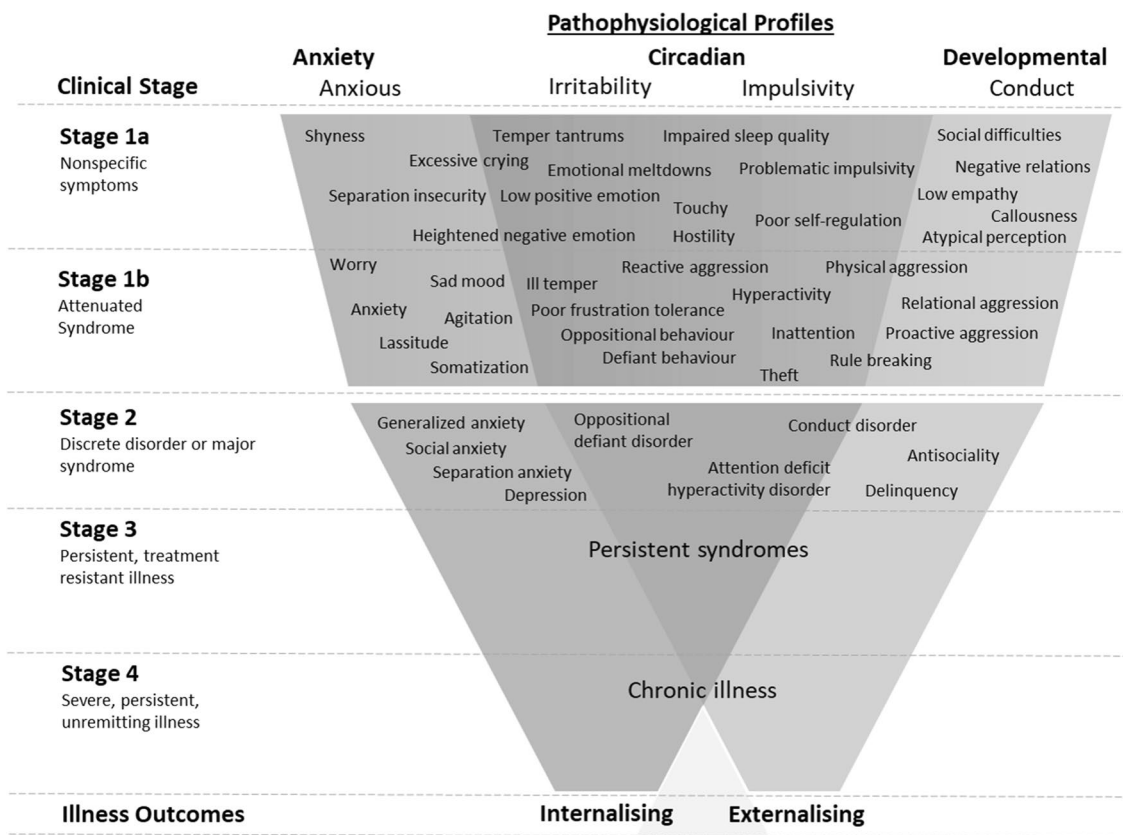 Pathophysiological Profiles
Anxiety Circadian Developmental
Clinical Stage Anxious Irritability Impulsivity Conduct
Stage 1a
Nonspecific
symptoms
Shyness Temper tantrums Impaired sleep quality Social difficulties
Excessive crying Emotional meltdowns Problematic impulsivity Negative relations
Separation insecurity Low positive emotion Touchy Low empathy
Poor self-regulation Callousness
Heightened negative emotion Hostility Atypical perception
Stage 1b
Attenuated
Syndrome
Worry Reactive aggression Physical aggression
Sad mood Ill temper Hyperactivity
Anxiety Agitation Poor frustration tolerance Relational aggression
Lassitude Oppositional behaviour Inattention Proactive aggression
Somatization Defiant behaviour Theft Rule breaking
Stage 2
Discrete disorder or major
syndrome
Generalized anxiety
Social anxiety
Separation anxiety
Depression
Oppositional
defiant disorder
Attention deficit
hyperactivity disorder
Conduct disorder
Antisociality
Delinquency
Stage 3
Persistent, treatment
resistant illness
Persistent syndromes
Stage 4
Severe, persistent,
unremitting illness
Chronic illness
Illness Outcomes Internalising Externalising